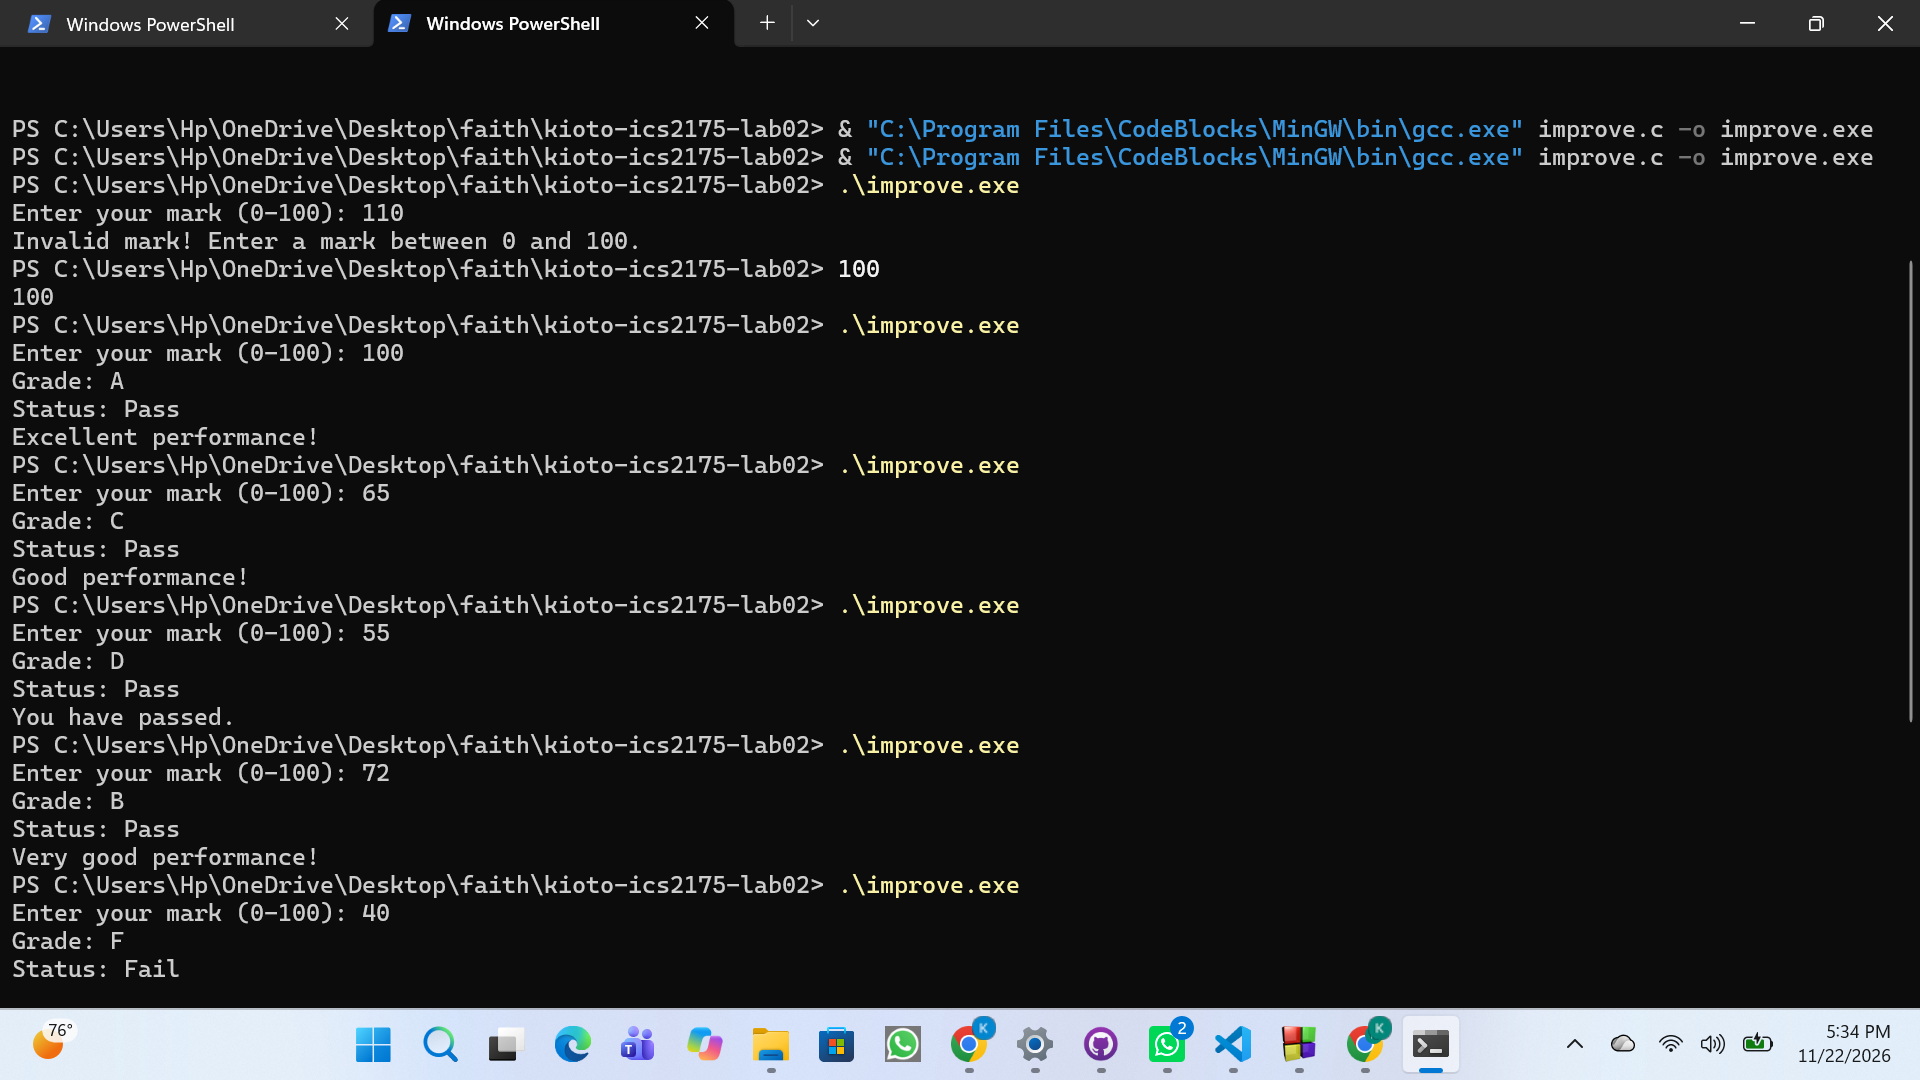 Windows PowerShell
Windows PowerShell
PS C:\Users\Hp\OneDrive\Desktop\faith\kioto-ics2175-lab02> & "C:\Program Files\CodeBlocks\MinGW\bin\gcc.exe" improve.c -o improve.exe
PS C:\Users\Hp\OneDrive\Desktop\faith\kioto-ics2175-lab02> & "C:\Program Files\CodeBlocks\MinGW\bin\gcc.exe" improve.c -o improve.exe
PS C:\Users\Hp\OneDrive\Desktop\faith\kioto-ics2175-lab02> .\improve.exe
Enter your mark (0-100): 110
Invalid mark! Enter a mark between 0 and 100.
PS C:\Users\Hp\OneDrive\Desktop\faith\kioto-ics2175-lab02> 100
100
PS C:\Users\Hp\OneDrive\Desktop\faith\kioto-ics2175-lab02> .\improve.exe
Enter your mark (0-100): 100
Grade: A
Status: Pass
Excellent performance!
PS C:\Users\Hp\OneDrive\Desktop\faith\kioto-ics2175-lab02> .\improve.exe
Enter your mark (0-100): 65
Grade: C
Status: Pass
Good performance!
PS C:\Users\Hp\OneDrive\Desktop\faith\kioto-ics2175-lab02> .\improve.exe
Enter your mark (0-100): 55
Grade: D
Status: Pass
You have passed.
PS C:\Users\Hp\OneDrive\Desktop\faith\kioto-ics2175-lab02> .\improve.exe
Enter your mark (0-100): 72
Grade: B
Status: Pass
Very good performance!
PS C:\Users\Hp\OneDrive\Desktop\faith\kioto-ics2175-lab02> .\improve.exe
Enter your mark (0-100): 40
Grade: F
Status: Fail
76°
T
K
2
K
5:34 PM
11/22/2026